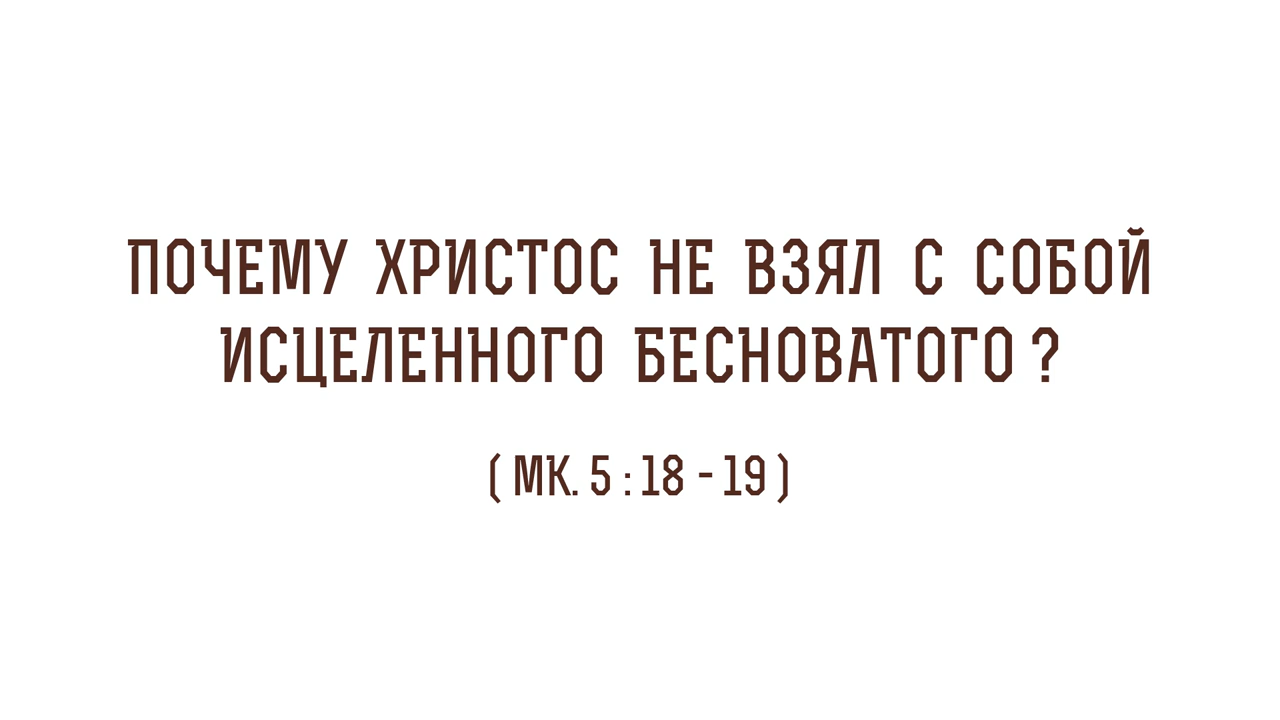 ПОЧЕМУ ХРИСТОС НЕ ВЗЯЛ С СОБОЙ
ИСЦЕЛЕННОГО БЕСНОВАТОГО?
(МК. 5:18-19)